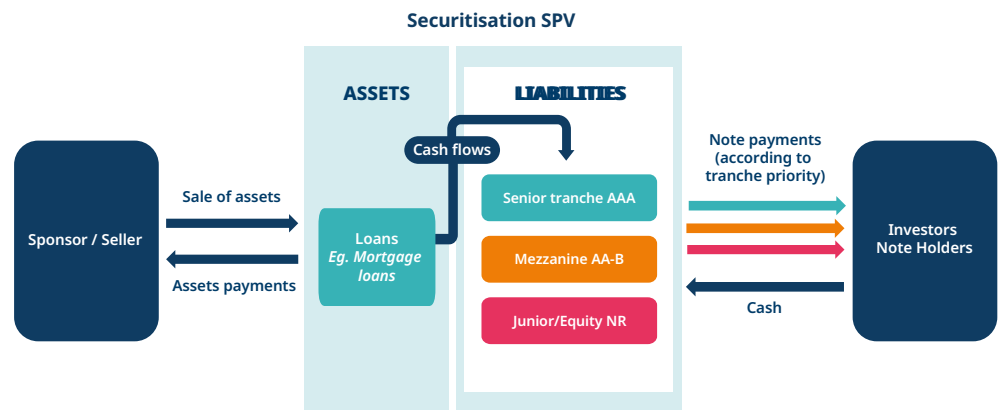 Securitisation SPV
ASSETS
LIABILITIES
Cash flows
Sponsor / Seller
Sale of assets
Assets payments
Loans
Eg. Mortgage
loans
Senior tranche AAA
Mezzanine AA-B
Junior/Equity NR
Note payments
(according to
tranche priority)
Cash
Investors
Note Holders